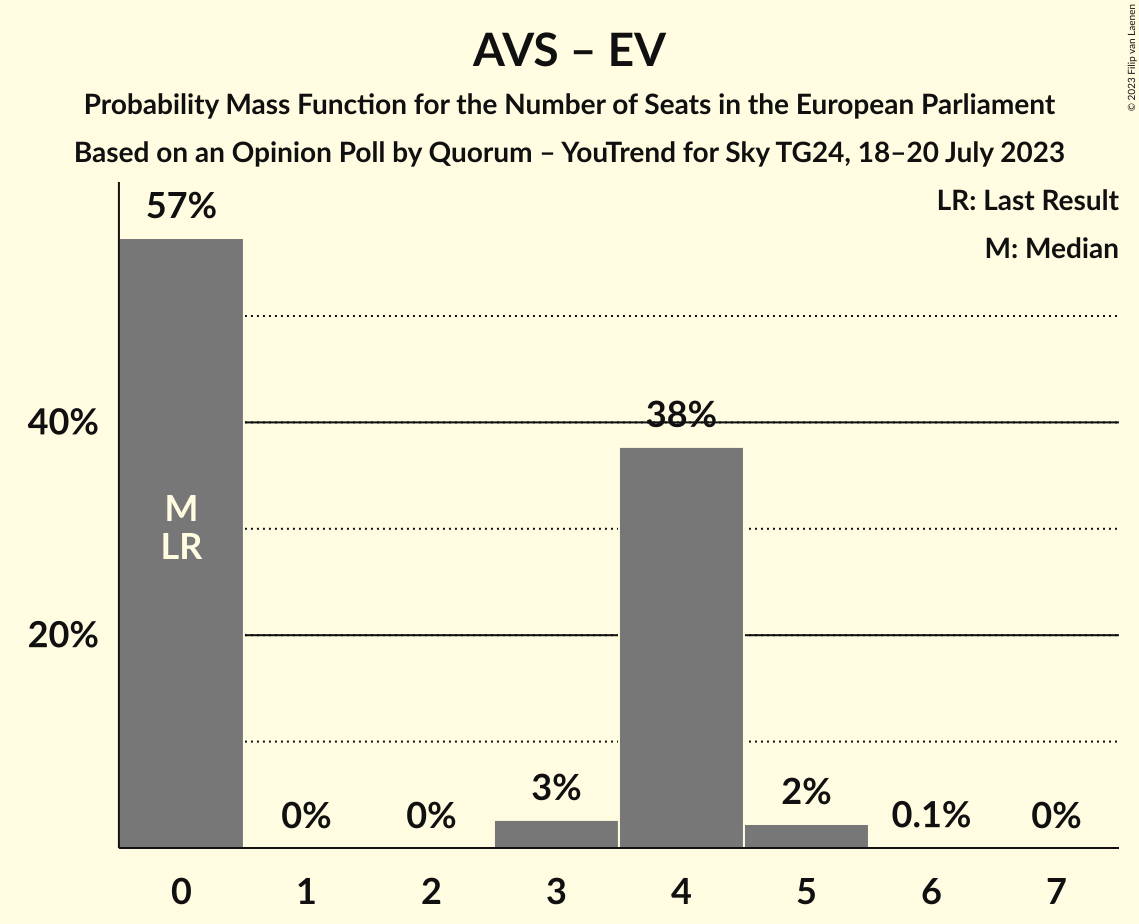 AVS – EV
Probability Mass Function for the Number of Seats in the European Parliament
Based on an Opinion Poll by Quorum – YouTrend for Sky TG24, 18–20 July 2023
© 2023 Filip van Laenen
LR: Last Result
M: Median
57%
40%
38%
M
LR
20%
3%
2%
0%
0%
0.1%
0%
0 1 2 3 4 5 6 7